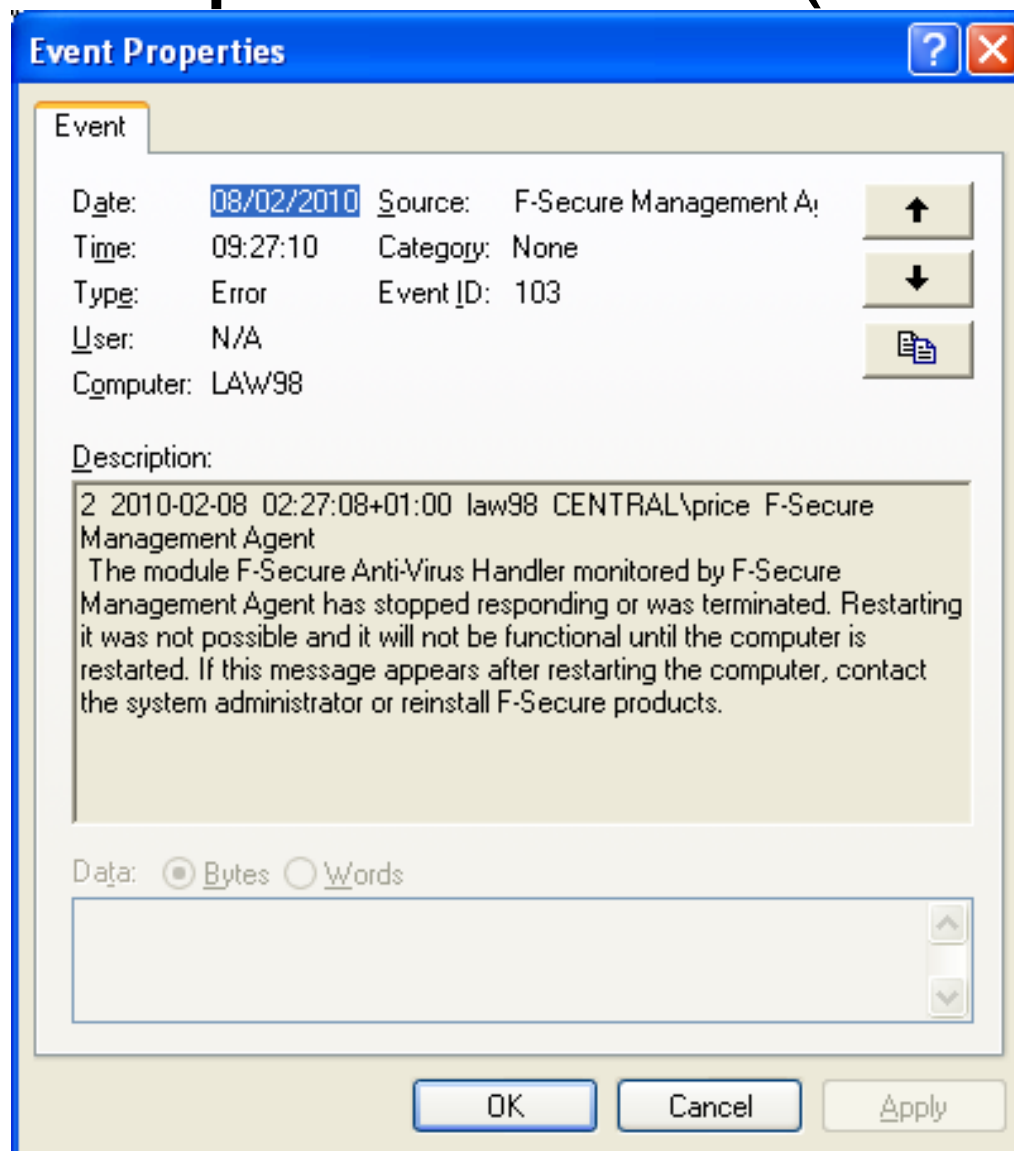 Event Properties
Event
Date: 08/02/2010 Source: F-Secure Management
Time: 09:27:10 Category: None
Type: Error Event ID: 103
User: N/A
Computer: LAW98
Description:
2 2010-02-08 02:27:08+01:00 law98 CENTRAL\price F-Secure
Management Agent
The module F-Secure Anti-Virus Handler monitored by F-Secure
Management Agent has stopped responding or was terminated. Restarting
it was not possible and it will not be functional until the computer is
restarted. If this message appears after restarting the computer, contact
the system administrator or reinstall F-Secure products.
Data: Bytes Words
OK Cancel Apply